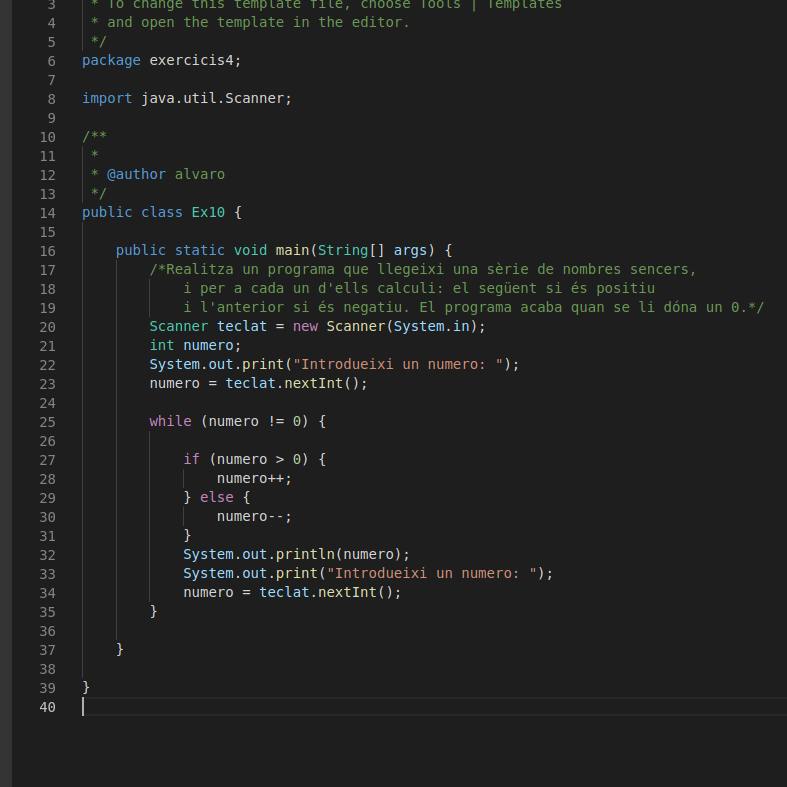 3 * To change this template file, choose Tools | Templates
4 * and open the template in the editor.
5 */
6 package exercicis4;
7
8 import java.util.Scanner;
9
10 /**
11 *
12 * @author alvaro
13 */
14 public class Ex10 {
15
16 public static void main(String[] args) {
17 /*Realitza un programa que llegeixi una sèrie de nombres sencers,
18 i per a cada un d'ells calculi: el següent si és positiu
19 i l'anterior si és negatiu. El programa acaba quan se li dóna un 0.*/
20 Scanner teclat = new Scanner(System.in);
21 int numero;
22 System.out.print("Introdueixi un numero: ");
23 numero = teclat.nextInt();
24
25 while (numero != 0) {
26
27 if (numero > 0) {
28 numero++;
29 } else {
30 numero--;
31 }
32 System.out.println(numero);
33 System.out.print("Introdueixi un numero: ");
34 numero = teclat.nextInt();
35 }
36
37 }
38
39 }
40